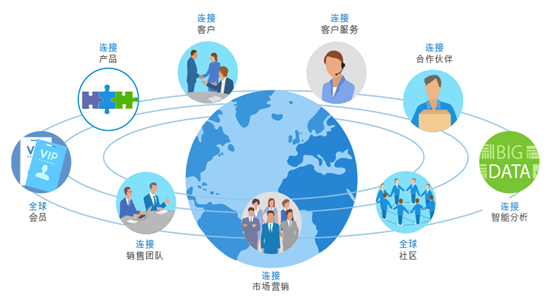 连接
客户
连接
客户服务
连接
产品
连接
合作伙伴
VIP
VIP
BIG
DATA
全球
会员
连接
智能分析
连接
销售团队
全球
社区
连接
市场营销